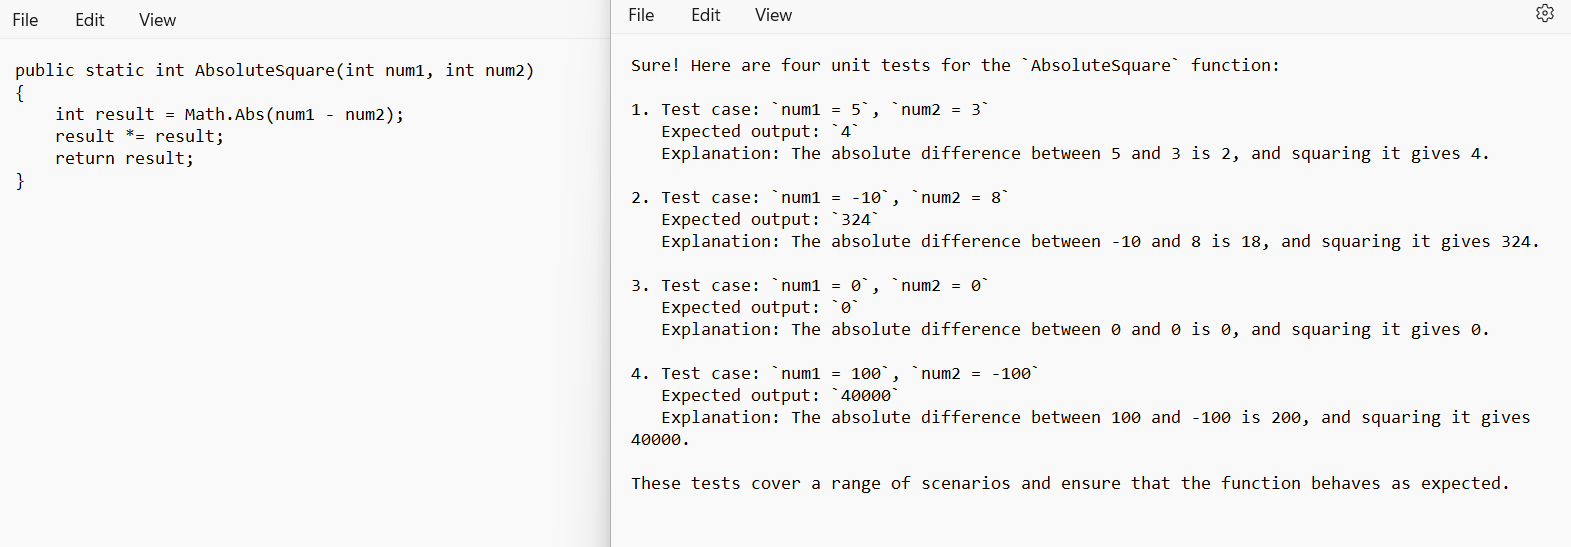 File Edit View
public static int AbsoluteSquare(int num1, int num2)
{
    int result = Math.Abs(num1 - num2);
    result *= result;
    return result;
}
File Edit View
Sure! Here are four unit tests for the `AbsoluteSquare` function:
1. Test case: `num1 = 5`, `num2 = 3`
   Expected output: `4`
   Explanation: The absolute difference between 5 and 3 is 2, and squaring it gives 4.
2. Test case: `num1 = -10`, `num2 = 8`
   Expected output: `324`
   Explanation: The absolute difference between -10 and 8 is 18, and squaring it gives 324.
3. Test case: `num1 = 0`, `num2 = 0`
   Expected output: `0`
   Explanation: The absolute difference between 0 and 0 is 0, and squaring it gives 0.
4. Test case: `num1 = 100`, `num2 = -100`
   Expected output: `40000`
   Explanation: The absolute difference between 100 and -100 is 200, and squaring it gives
40000.
These tests cover a range of scenarios and ensure that the function behaves as expected.